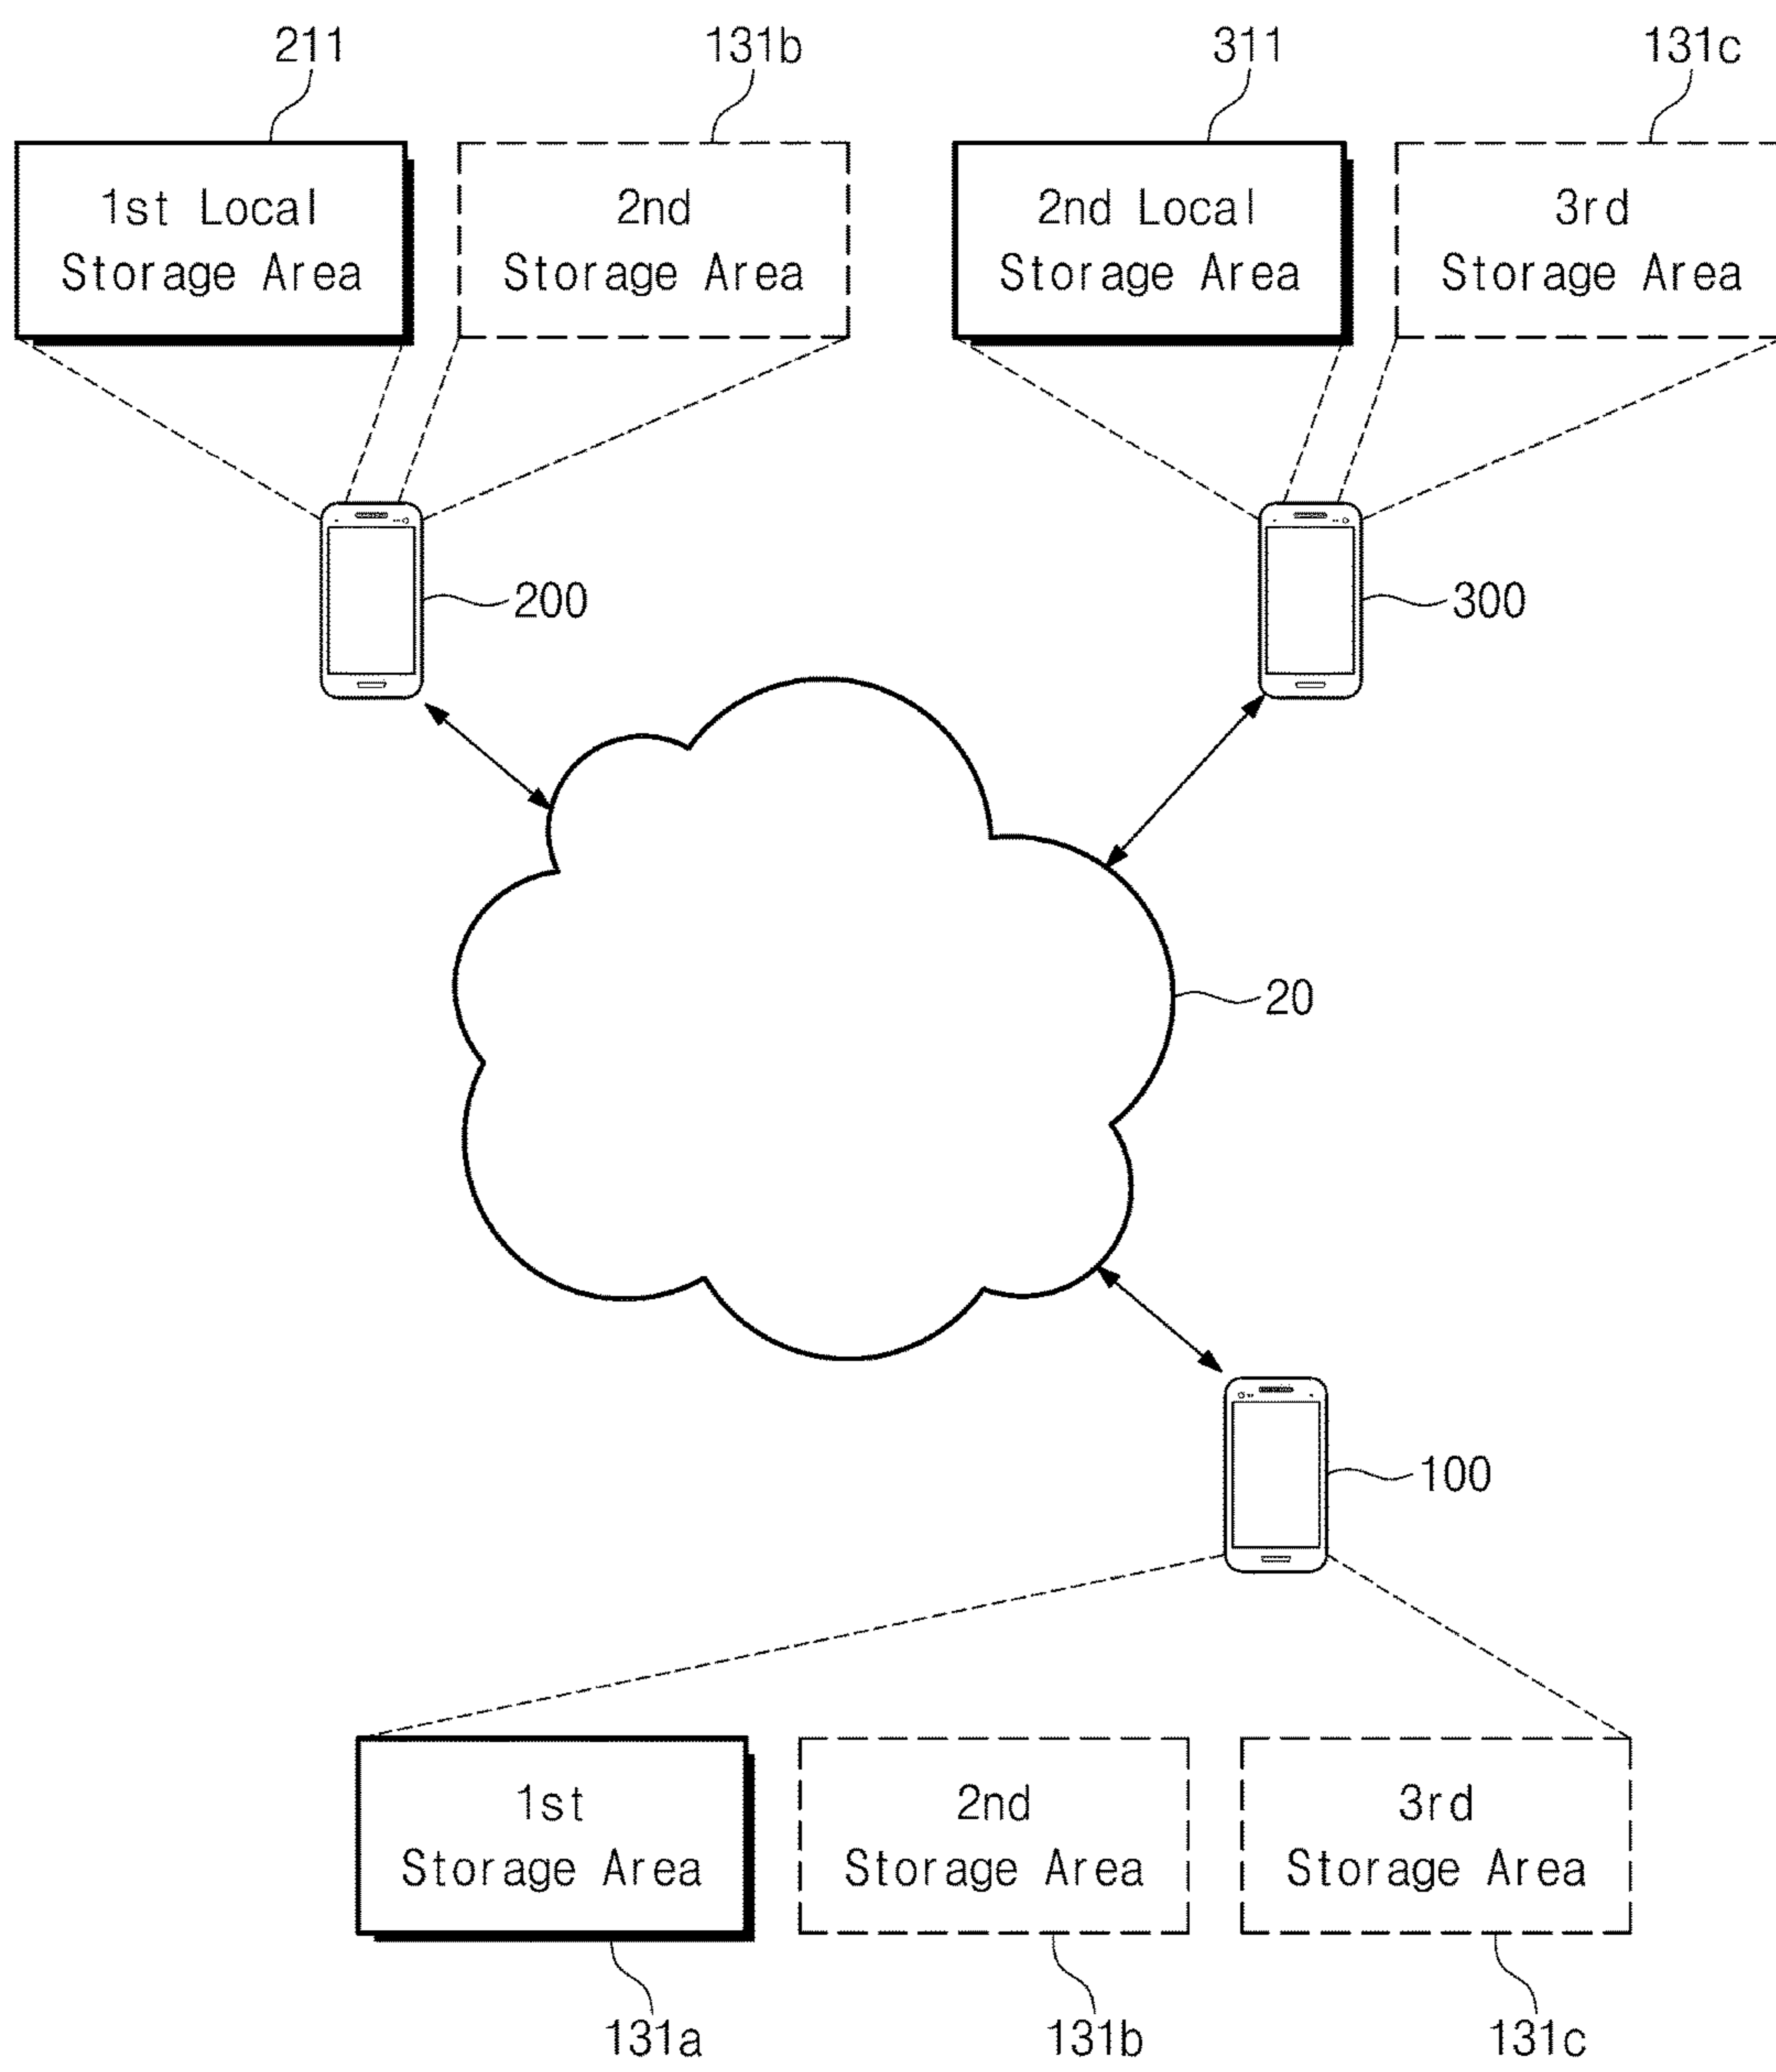 211
131b
311
131c
1st Local
Storage Area
2nd
Storage Area
2nd Local
Storage Area
3rd
Storage Area
200
300
20
100
1st
Storage Area
2nd
Storage Area
3rd
Storage Area
131a
131b
131c